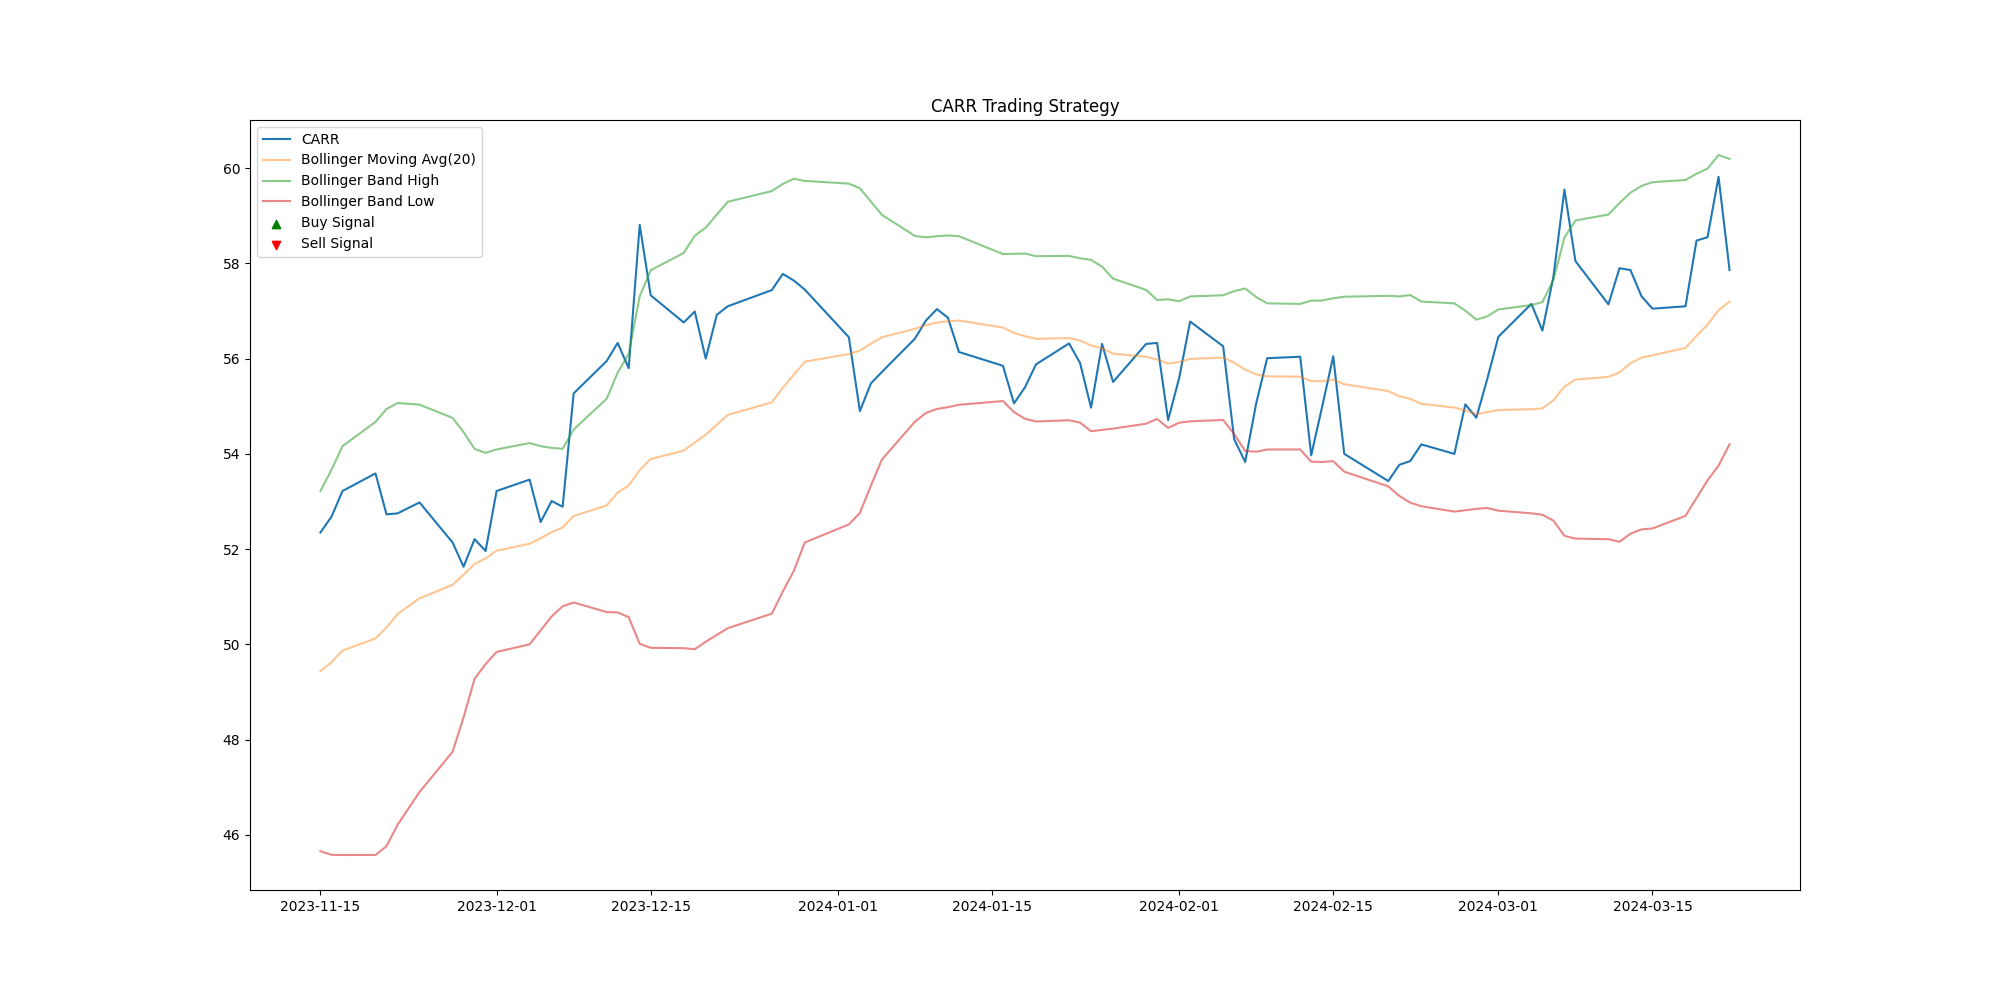 CARR Trading Strategy
CARR
Bollinger Moving Avg(20)
Bollinger Band High
Bollinger Band Low
Buy Signal
Sell Signal
60
58
56
54
52
50
48
46
2023-11-15 2023-12-01 2023-12-15 2024-01-01 2024-01-15 2024-02-01 2024-02-15 2024-03-01 2024-03-15